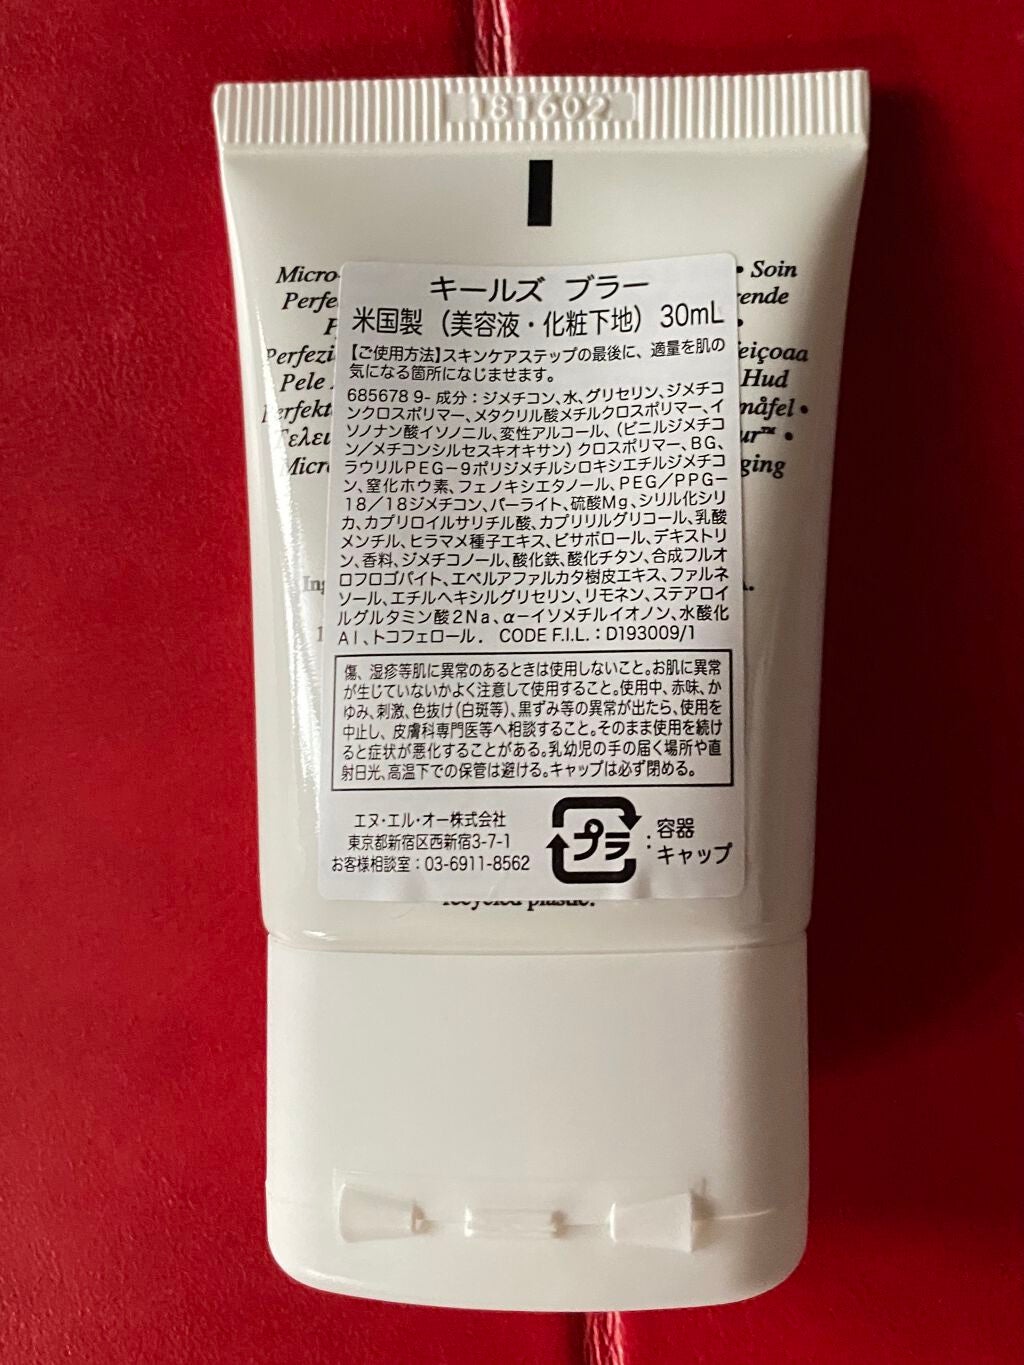 181602
Micro-
• Soin
Perfe
rende
•
Perfezi
feiçoaa
Pele
Hud
Perfekt
måfel •
Τελει
ur™ •
Micr
ging
キールズ ブラー
米国製（美容液・化粧下地）30mL
【ご使用方法】スキンケアステップの最後に、適量を肌の
気になる箇所になじませます。
685678 9- 成分：ジメチコン、水、グリセリン、ジメチコ
ンクロスポリマー、メタクリル酸メチルクロスポリマー、イ
ソノナン酸イソノニル、変性アルコール、（ビニルジメチコ
ン／メチコンシルセスキオキサン）クロスポリマー、BG、
ラウリルPEG－9ポリジメチルシロキシエチルジメチコ
ン、窒化ホウ素、フェノキシエタノール、PEG／PPG－
18／18ジメチコン、パーライト、硫酸Mg、シリル化シリ
カ、カプリロイルサリチル酸、カプリリルグリコール、乳酸
メンチル、ヒラマメ種子エキス、ビサボロール、デキストリ
ン、香料、ジメチコノール、酸化鉄、酸化チタン、合成フルオ
ロフロゴパイト、エペルアファルカタ樹皮エキス、ファルネ
ソール、エチルヘキシルグリセリン、リモネン、ステアロイ
ルグルタミン酸2Na、α－イソメチルイオノン、水酸化
Al、トコフェロール． CODE F.I.L.：D193009/1
傷、湿疹等肌に異常のあるときは使用しないこと。お肌に異常
が生じていないかよく注意して使用すること。使用中、赤味、か
ゆみ、刺激、色抜け（白斑等）、黒ずみ等の異常が出たら、使用を
中止し、皮膚科専門医等へ相談すること。そのまま使用を続け
ると症状が悪化することがある。乳幼児の手の届く場所や直
射日光、高温下での保管は避ける。キャップは必ず閉める。
エヌ・エル・オー株式会社
東京都新宿区西新宿3-7-1
お客様相談室：03-6911-8562
プラ
：容器
キャップ
recycled plastic.